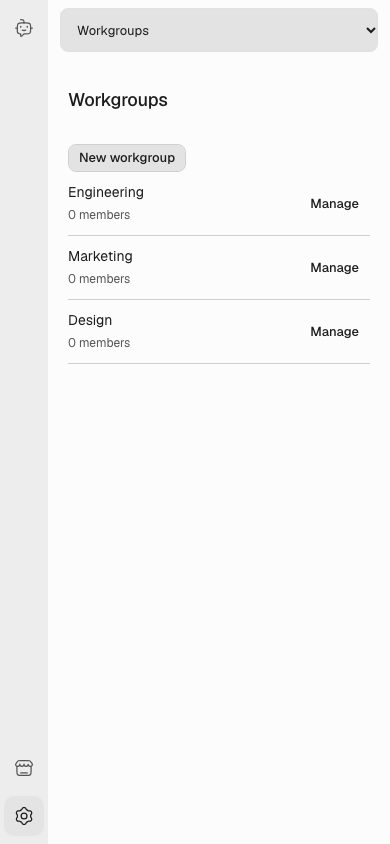 Workgroups
Workgroups
New workgroup
Engineering
0 members
Manage
Marketing
0 members
Manage
Design
0 members
Manage